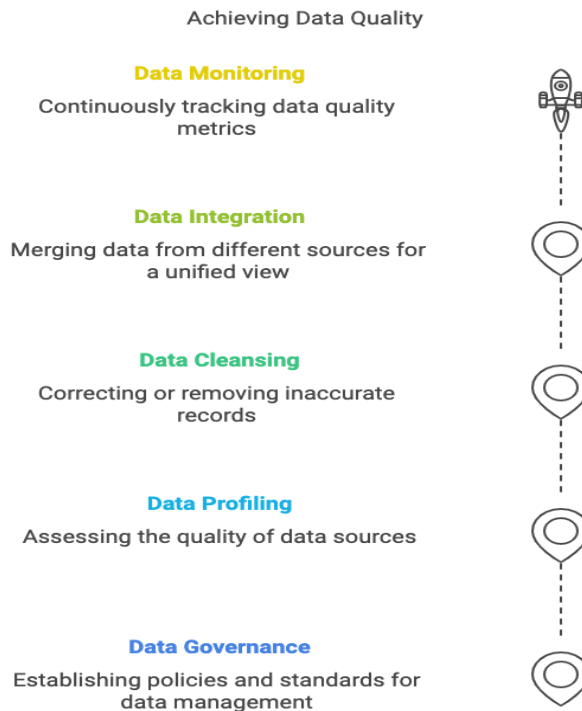 Achieving Data Quality
Data Monitoring
Continuously tracking data quality
metrics
Data Integration
Merging data from different sources for
a unified view
Data Cleansing
Correcting or removing inaccurate
records
Data Profiling
Assessing the quality of data sources
Data Governance
Establishing policies and standards for
data management